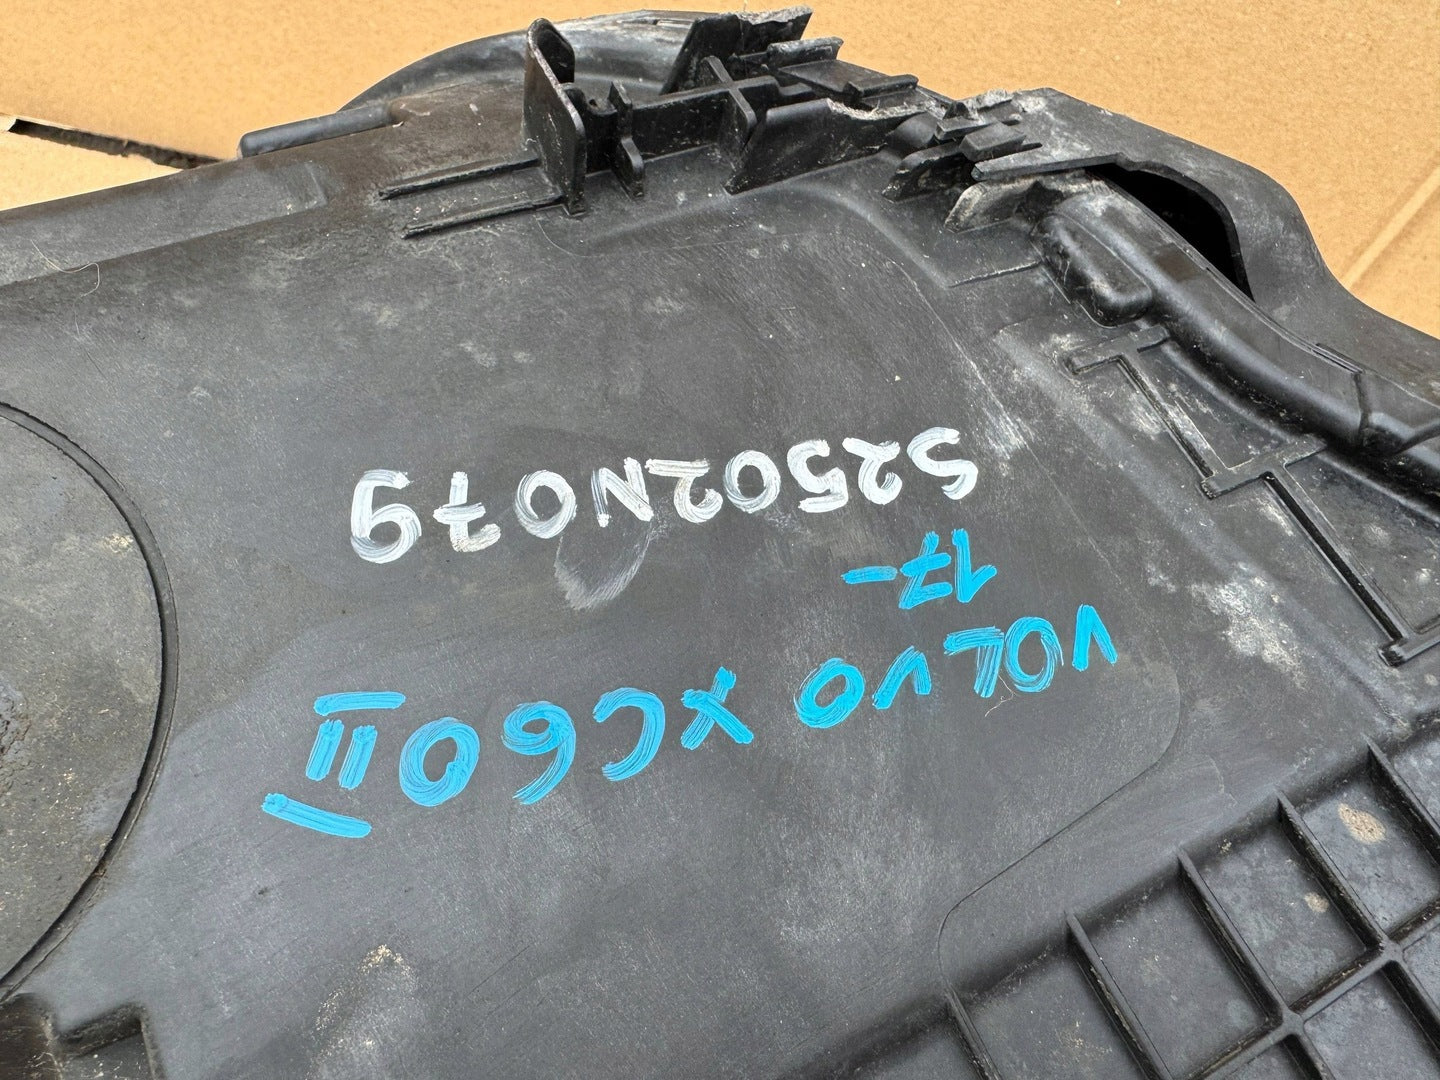 VOLVO XC60 II
17-
S2502N079